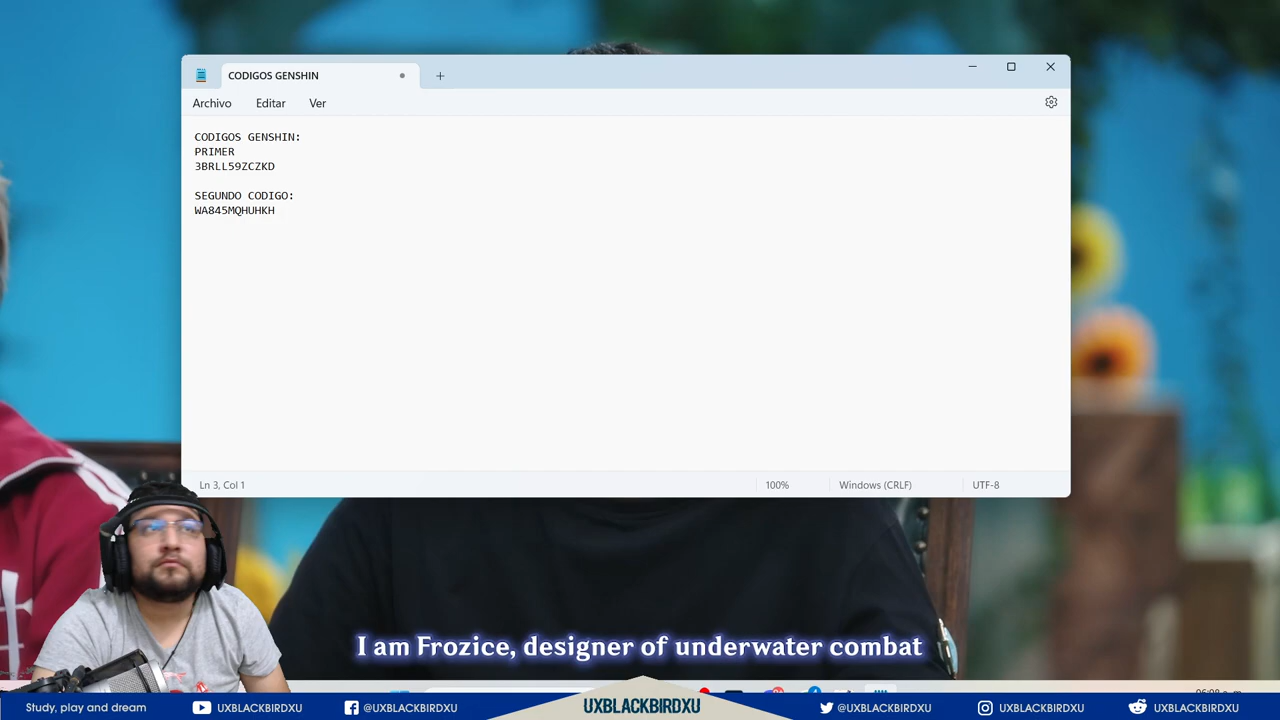 CODIGOS GENSHIN
Archivo Editar Ver
CODIGOS GENSHIN:
PRIMER
3BRLL59ZCZKD
SEGUNDO CODIGO:
WA845MQHUHKH
Ln 3, Col 1 100% Windows (CRLF) UTF-8
I am Frozice, designer of underwater combat
Study, play and dream UXBLACKBIRDXU @UXBLACKBIRDXU UXBLACKBIRDXU @UXBLACKBIRDXU UXBLACKBIRDXU UXBLACKBIRDXU